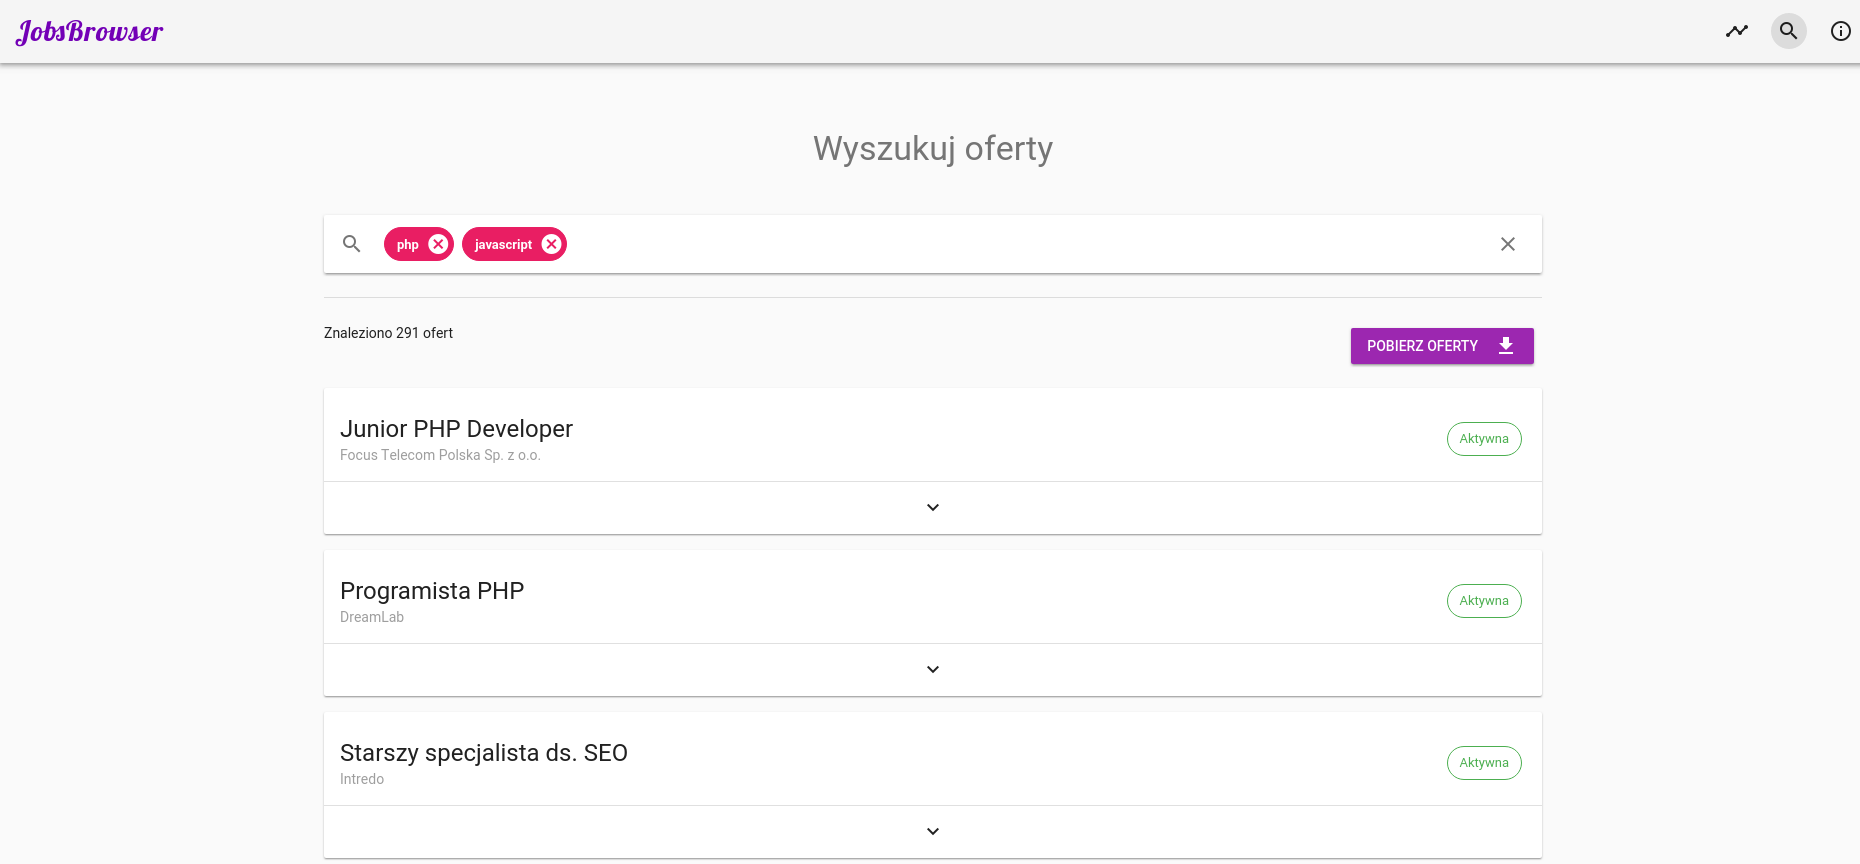 JobsBrowser
Wyszukuj oferty
php javascript
Znaleziono 291 ofert
POBIERZ OFERTY
Junior PHP Developer
Focus Telecom Polska Sp. z o.o.
Aktywna
Programista PHP
DreamLab
Aktywna
Starszy specjalista ds. SEO
Intredo
Aktywna